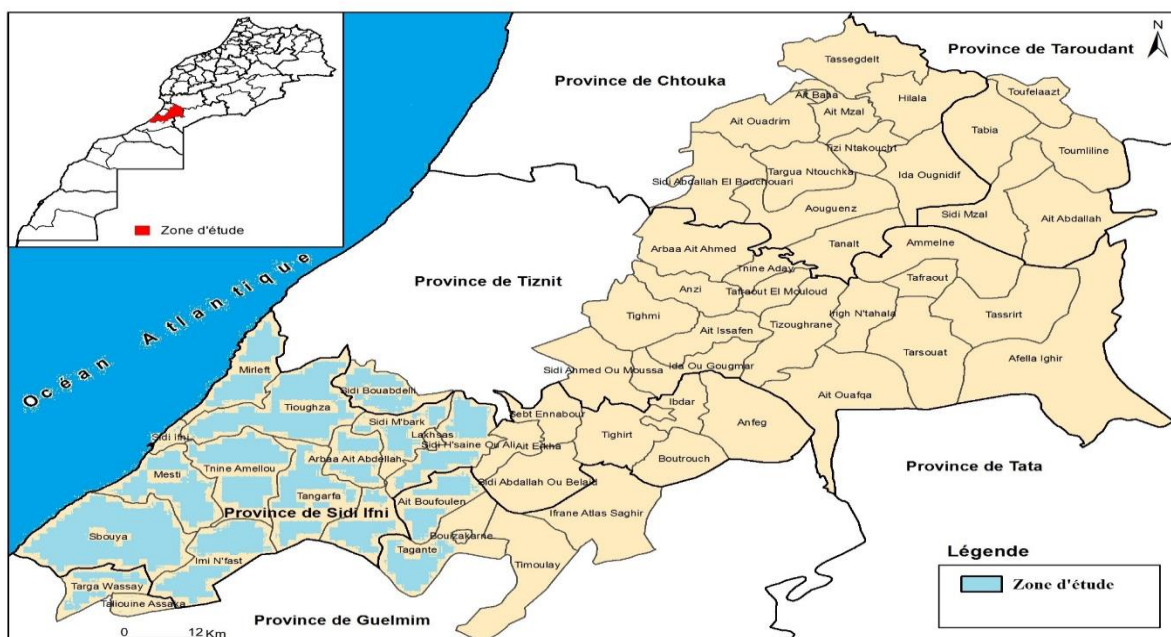 N
Province de Taroudant
Province de Chtouka
Tassegdelt
Toufelaazt
Ait Baha
Hilala
Ait Mzal
Ait Ouadrim
Tabia
Toumliline
Tizi Ntakoucht
Targua Ntouchka
Ida Ougnidif
Sidi Abdallah El Bouchouari
Aouguenz
Sidi Mzal
Ait Abdallah
Zone d'étude
Arbaa Ait Ahmed
Tanalt
Ammelne
Océan Atlantique
Province de Tiznit
Tnine Aday
Tafraout
Anzi
Tafraout El Mouloud
Irigh N'tahala
Tassrirt
Tighmi
Ait Issafen
Tizoughrane
Tarsouat
Afella Ighir
Mirleft
Sidi Ahmed Ou Moussa
Ida Ou Gougmar
Sidi Bouabdelli
Ait Ouafqa
Tioughza
Ibdar
Sebt Ennabour
Anfeg
Sidi M'bark
Lakhsas
Tighirt
Sidi Ifni
Sidi H'saine Ou Ali
Ait Erkha
Arbaa Ait Abdellah
Boutrouch
Mesti
Tnine Amellou
Province de Tata
Sidi Abdallah Ou Belaid
Tangarfa
Ait Boufoulen
Province de Sidi Ifni
Ifrane Atlas Saghir
Sbouya
Bouizakarne
Tagante
Imi N'fast
Timoulay
Légende
Zone d'étude
Targa Wassay
Taliouine Assaka
Province de Guelmim
0 12 Km